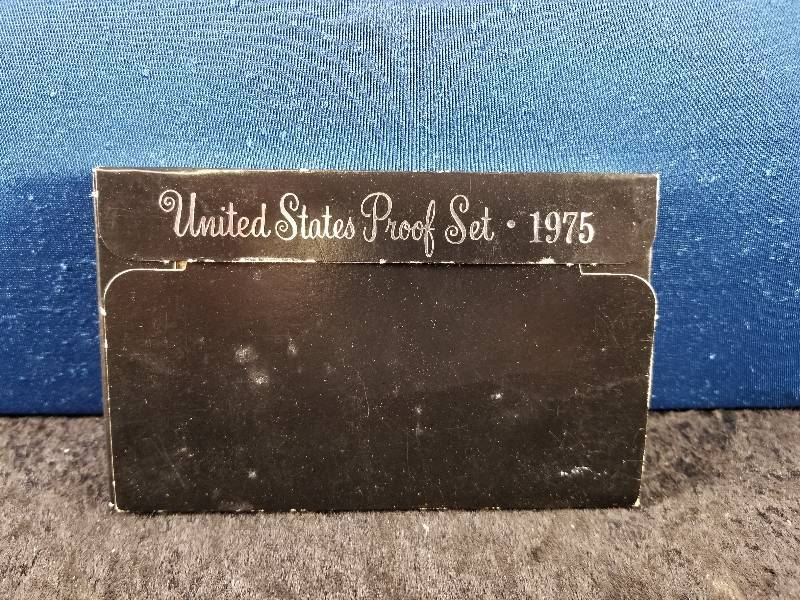 United States Proof Set • 1975